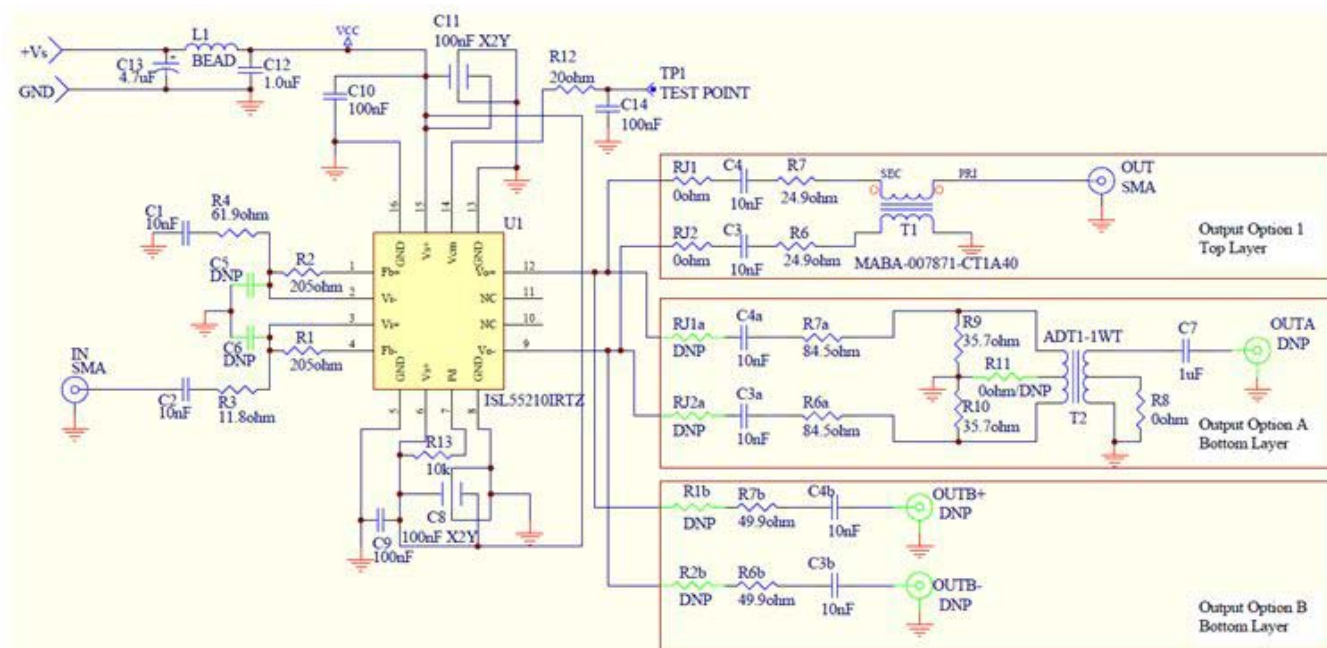 +Vs
GND
C13
4.7uF
L1
BEAD
C12
1.0uF
VCC
C11
100nF X2Y
C10
100nF
R12
20ohm
TP1
TEST POINT
C14
100nF
C1
10nF
R4
61.9ohm
C5
DNP
R2
205ohm
C6
DNP
R1
205ohm
IN
SMA
C2
10nF
R3
11.8ohm
16
15
14
13
U1
GND
Vs+
Vcm
GND
1
Fb+
Vo+
12
2
Vi-
NC
11
3
Vi+
NC
10
4
Fb-
Vo-
9
GND
Vs+
Pd
GND
ISL55210IRTZ
5
6
7
8
R13
10k
C8
100nF X2Y
C9
100nF
RJ1
0ohm
C4
10nF
R7
24.9ohm
SEC
PRI
OUT
SMA
RJ2
0ohm
C3
10nF
R6
24.9ohm
T1
MABA-007871-CT1A40
Output Option 1
Top Layer
RJ1a
DNP
C4a
10nF
R7a
84.5ohm
R9
35.7ohm
ADT1-1WT
C7
1uF
OUTA
DNP
R11
0ohm/DNP
RJ2a
DNP
C3a
10nF
R6a
84.5ohm
R10
35.7ohm
T2
R8
0ohm
Output Option A
Bottom Layer
R1b
DNP
R7b
49.9ohm
C4b
10nF
OUTB+
DNP
R2b
DNP
R6b
49.9ohm
C3b
10nF
OUTB-
DNP
Output Option B
Bottom Layer